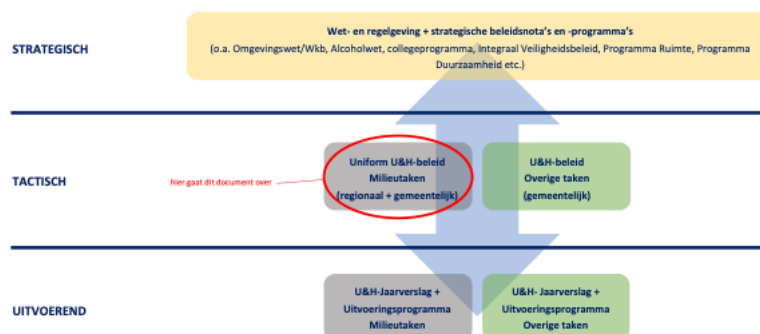 Wet- en regelgeving + strategische beleidsnota's en -programma's
STRATEGISCH
(o.a. Omgevingswet/Wkb, Alcoholwet, collegeprogramma, Integraal Veiligheidsbeleid, Programma Ruimte, Programma
Duurzaamheid etc.)
Uniform U&H-beleid
Milieutaken
(regionaal + gemeentelijk)
U&H-beleid
Overige taken
(gemeentelijk)
TACTISCH
hier gaat dit document over
U&H-Jaarverslag +
Uitvoeringsprogramma
Milieutaken
U&H- Jaarverslag +
Uitvoeringsprogramma
Overige taken
UITVOEREND